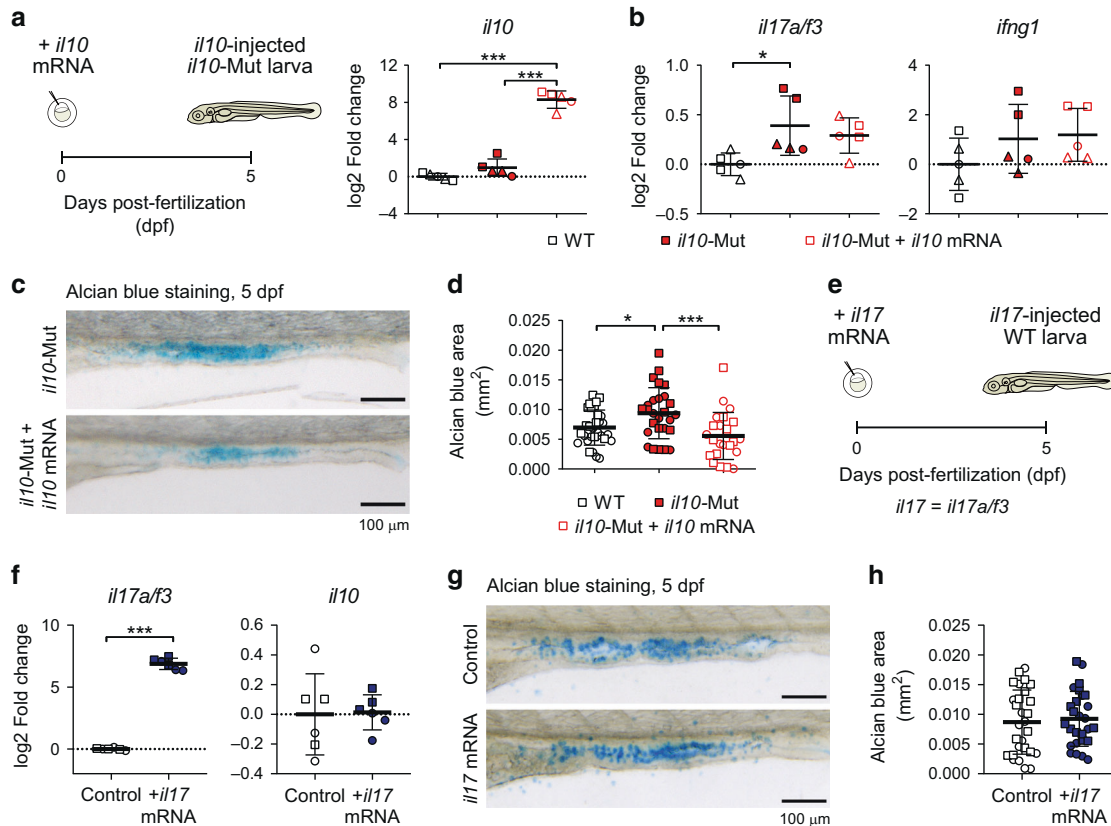 a
+ il10
mRNA
il10-injected
il10-Mut larva
0
5
Days post-fertilization
(dpf)
il10
***
***
log2 Fold change
12
8
4
0
–4
b
il17a/f3
*
log2 Fold change
1.0
0.5
0.0
–0.5
ifng1
4
2
0
–2
WT
il10-Mut
il10-Mut + il10 mRNA
c
Alcian blue staining, 5 dpf
il10-Mut
il10-Mut +
il10 mRNA
100 μm
d
* ***
Alcian blue area
(mm2)
0.025
0.020
0.015
0.010
0.005
0.000
WT
il10-Mut
il10-Mut + il10 mRNA
e
+ il17
mRNA
il17-injected
WT larva
0
5
Days post-fertilization (dpf)
il17 = il17a/f3
f
il17a/f3
***
log2 Fold change
10
5
0
Control +il17
mRNA
il10
0.6
0.4
0.2
0.0
–0.2
–0.4
Control +il17
mRNA
g
Alcian blue staining, 5 dpf
Control
il17 mRNA
100 μm
h
Alcian blue area
(mm2)
0.025
0.020
0.015
0.010
0.005
0.000
Control +il17
mRNA